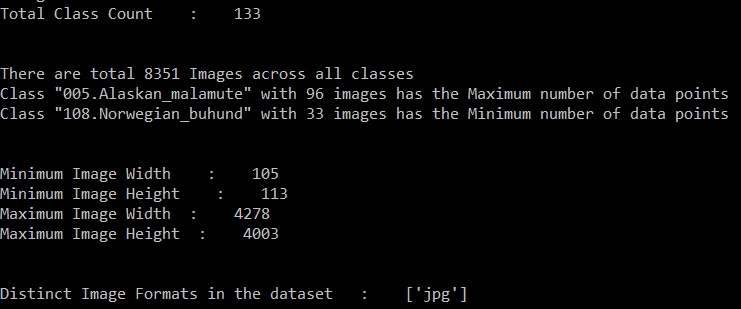 Total Class Count    :    133
There are total 8351 Images across all classes
Class "005.Alaskan_malamute" with 96 images has the Maximum number of data points
Class "108.Norwegian_buhund" with 33 images has the Minimum number of data points
Minimum Image Width    :    105
Minimum Image Height    :    113
Maximum Image Width  :    4278
Maximum Image Height  :    4003
Distinct Image Formats in the dataset   :    ['jpg']